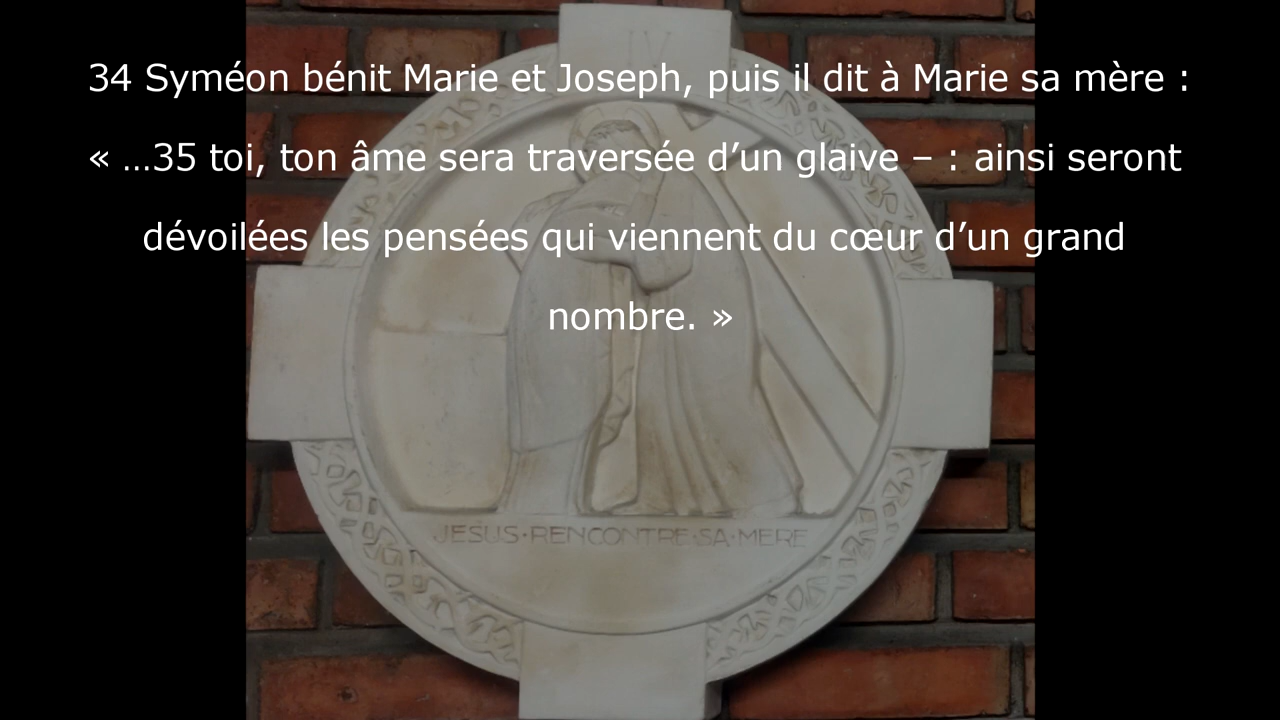 IV
34 Syméon bénit Marie et Joseph, puis il dit à Marie sa mère :
« …35 toi, ton âme sera traversée d’un glaive – : ainsi seront
dévoilées les pensées qui viennent du cœur d’un grand
nombre. »
JESUS·RENCONTRE·SA·MERE